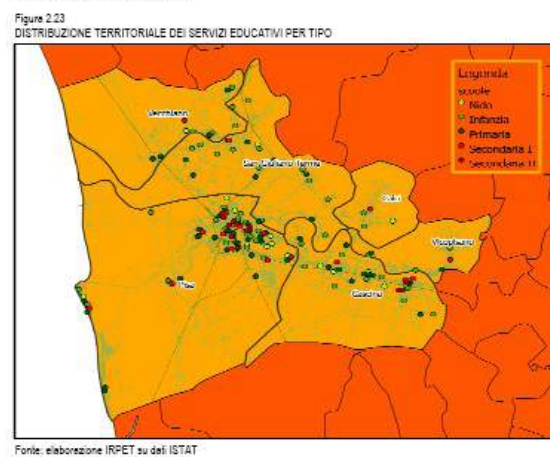 Figura 2.23
DISTRIBUZIONE TERRITORIALE DEI SERVIZI EDUCATIVI PER TIPO
Legenda
scuole
Nido
Infanzia
Primaria
Secondaria I
Secondaria II
Vecchiano
San Giuliano Terme
Calci
Vicopisano
Pisa
Cascina
Fonte: elaborazione IRPET su dati ISTAT